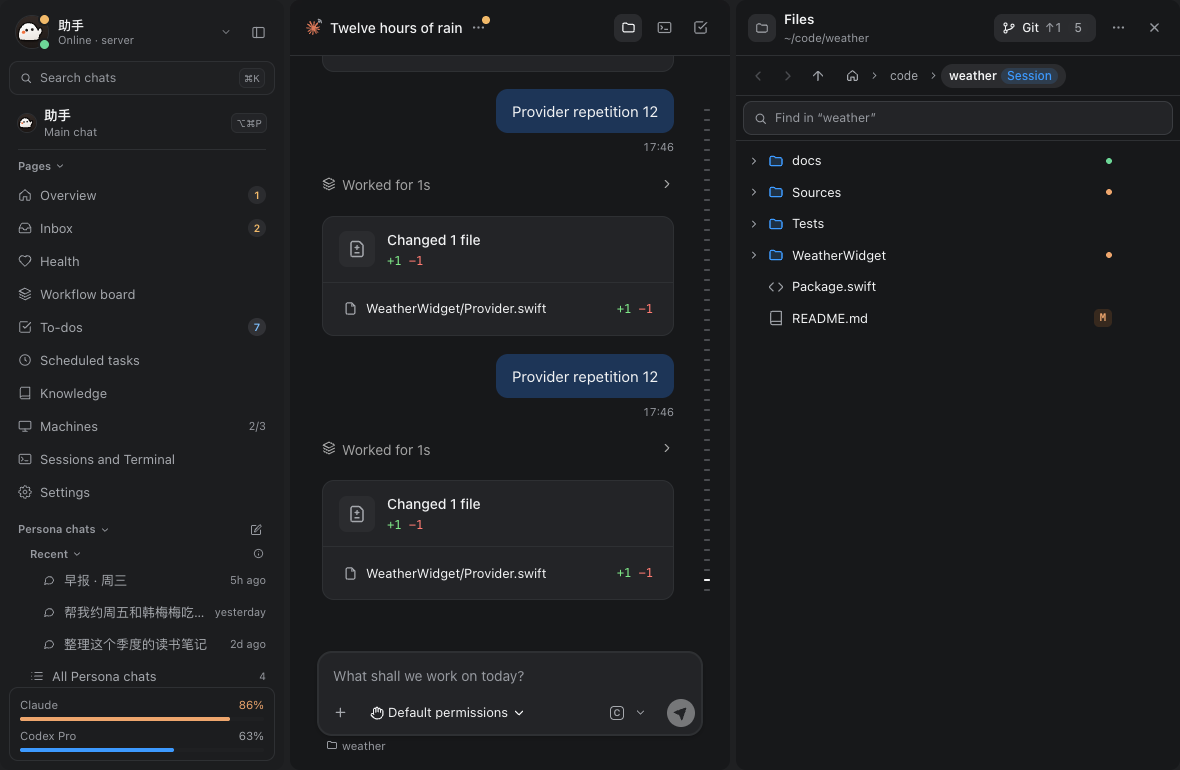 助手
Online · server
Search chats
⌘K
助手
Main chat
⌥⌘P
Pages
Overview 1
Inbox 2
Health
Workflow board
To-dos 7
Scheduled tasks
Knowledge
Machines 2/3
Sessions and Terminal
Settings
Persona chats
Recent
早报 · 周三 5h ago
帮我约周五和韩梅梅吃… yesterday
整理这个季度的读书笔记 2d ago
All Persona chats 4
Claude 86%
Codex Pro 63%
Twelve hours of rain
Provider repetition 12
17:46
Worked for 1s
Changed 1 file
+1 −1
WeatherWidget/Provider.swift +1 −1
Provider repetition 12
17:46
Worked for 1s
Changed 1 file
+1 −1
WeatherWidget/Provider.swift +1 −1
What shall we work on today?
Default permissions
C
weather
Files
~/code/weather
Git ↑1 5
code
weather Session
Find in “weather”
docs
Sources
Tests
WeatherWidget
Package.swift
README.md M